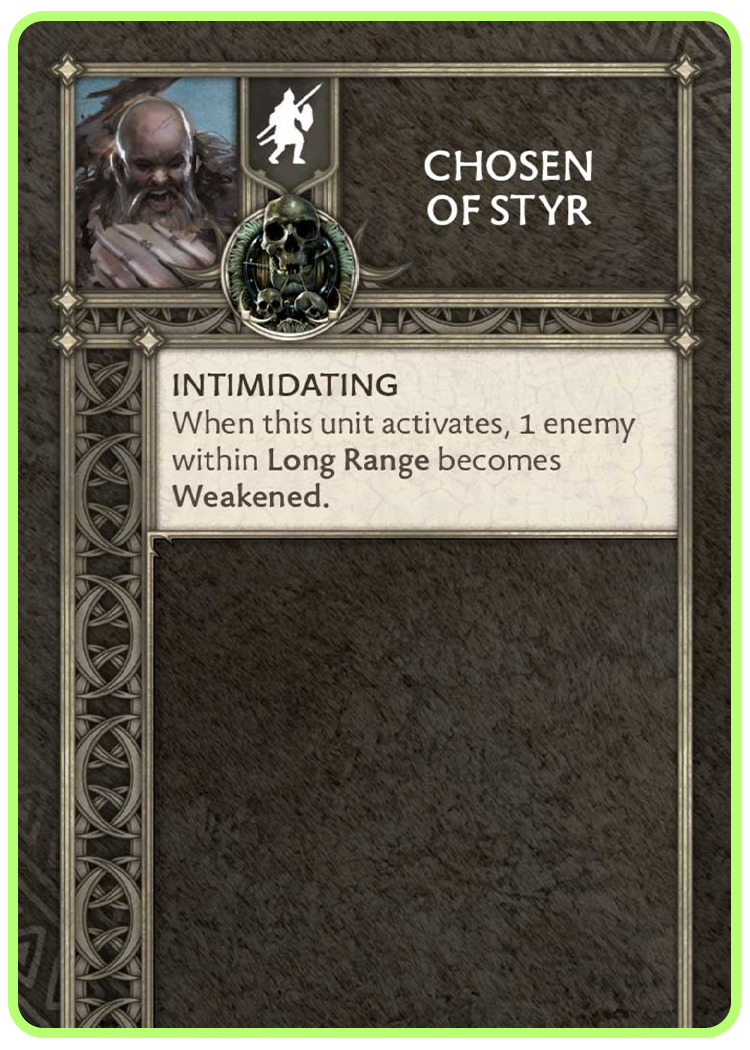 CHOSEN
OF STYR
INTIMIDATING
When this unit activates, 1 enemy
within Long Range becomes
Weakened.